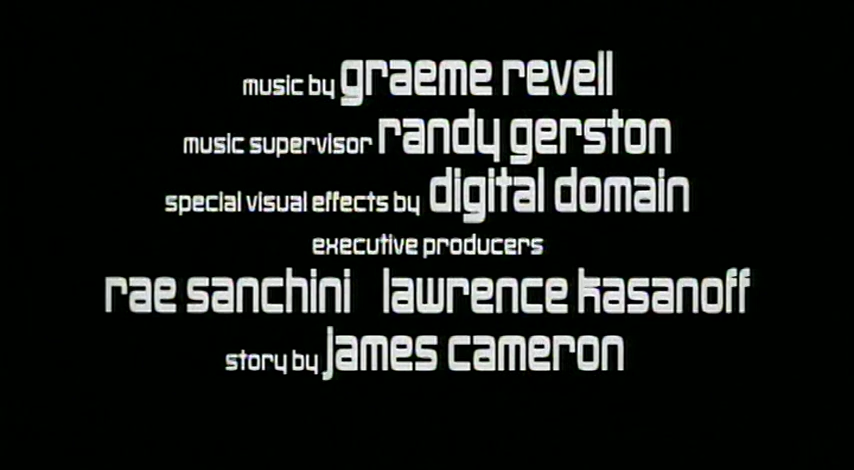 music by graeme revell
music supervisor randy gerston
special visual effects by digital domain
executive producers
rae sanchini lawrence kasanoff
story by james cameron